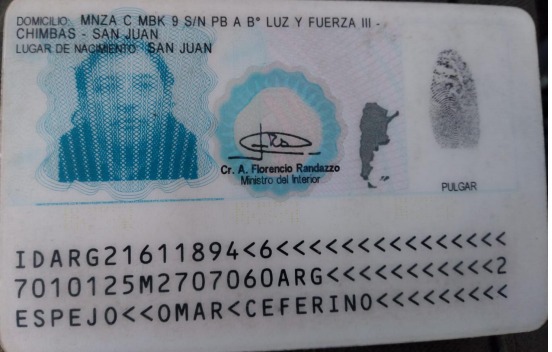 DOMICILIO: MNZA C MBK 9 S/N PB A B° LUZ Y FUERZA III -
CHIMBAS - SAN JUAN
LUGAR DE NACIMIENTO: SAN JUAN
Cr. A. Florencio Randazzo
Ministro del Interior
PULGAR
IDARG21611894<6<<<<<<<<<<<<<<<
7010125M2707060ARG<<<<<<<<<<<2
ESPEJO<<OMAR<CEFERINO<<<<<<<<<